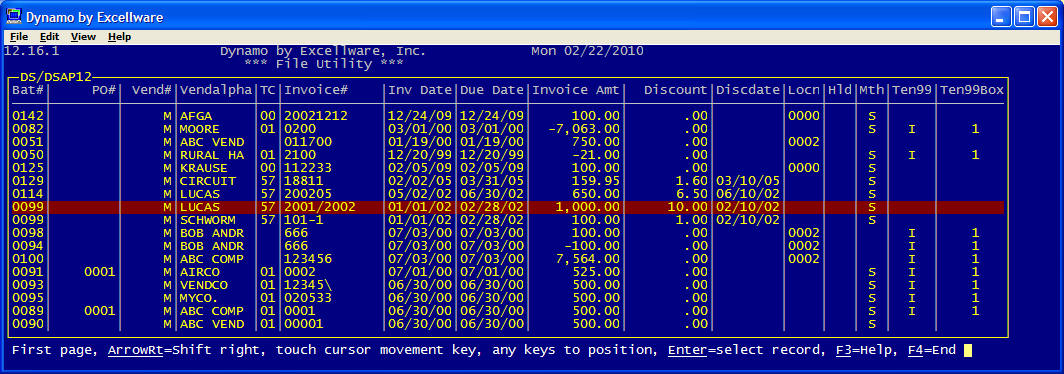 Dynamo by Excellware
File Edit View Help
12.16.1 Dynamo by Excellware, Inc. Mon 02/22/2010
*** File Utility ***
DS/DSAP12
Bat# PO# Vend# Vendalpha TC Invoice# Inv Date Due Date Invoice Amt Discount Discdate Locn Hld Mth Ten99 Ten99Box
0142 M AFGA 00 20021212 12/24/09 12/24/09 100.00 .00 0000 S
0082 M MOORE 01 0200 03/01/00 03/01/00 -7,063.00 .00 S I 1
0051 M ABC VEND 011700 01/19/00 01/19/00 750.00 .00 0002
0050 M RURAL HA 01 2100 12/20/99 12/20/99 -21.00 .00 S I 1
0125 M KRAUSE 00 112233 02/05/09 02/05/09 100.00 .00 0000 S
0129 M CIRCUIT 57 18811 02/02/05 03/31/05 159.95 1.60 03/10/05 S
0114 M LUCAS 57 200205 05/02/02 06/30/02 650.00 6.50 06/10/02 S
0099 M LUCAS 57 2001/2002 01/01/02 02/28/02 1,000.00 10.00 02/10/02 S
0099 M SCHWORM 57 101-1 01/01/02 02/28/02 100.00 1.00 02/10/02 S
0098 M BOB ANDR 666 07/03/00 07/03/00 100.00 .00 0002 I 1
0094 M BOB ANDR 666 07/03/00 07/03/00 -100.00 .00 0002 I 1
0100 M ABC COMP 123456 07/03/00 07/03/00 7,564.00 .00 0002 I 1
0091 0001 M AIRCO 01 0002 07/01/00 07/01/00 525.00 .00 S I 1
0093 M VENDCO 01 12345\ 06/30/00 06/30/00 500.00 .00 S I 1
0095 M MYCO. 01 020533 06/30/00 06/30/00 500.00 .00 S I 1
0089 0001 M ABC COMP 01 0001 06/30/00 06/30/00 500.00 .00 S I 1
0090 M ABC VEND 01 00001 06/30/00 06/30/00 500.00 .00 S
First page, ArrowRt=Shift right, touch cursor movement key, any keys to position, Enter=select record, F3=Help, F4=End